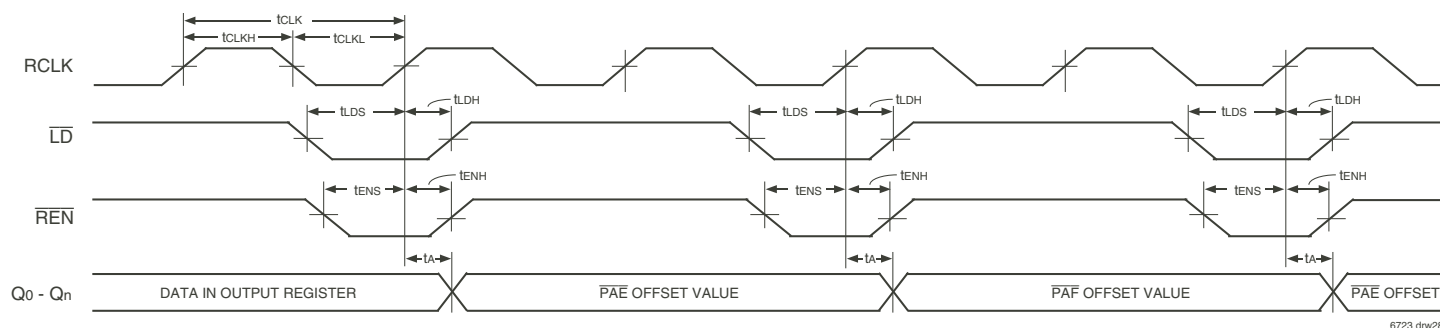 tCLK
tCLKH
tCLKL
RCLK
tLDS
tLDH
tLDS
tLDH
tLDS
tLDH
LD
tENS
tENH
tENS
tENH
tENS
tENH
REN
tA
tA
tA
Q0 - Qn
DATA IN OUTPUT REGISTER
PAE OFFSET VALUE
PAF OFFSET VALUE
PAE OFFSET